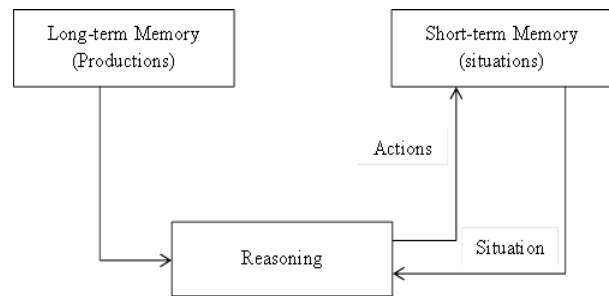 Long-term Memory
(Productions)
Short-term Memory
(situations)
Actions
Reasoning
Situation